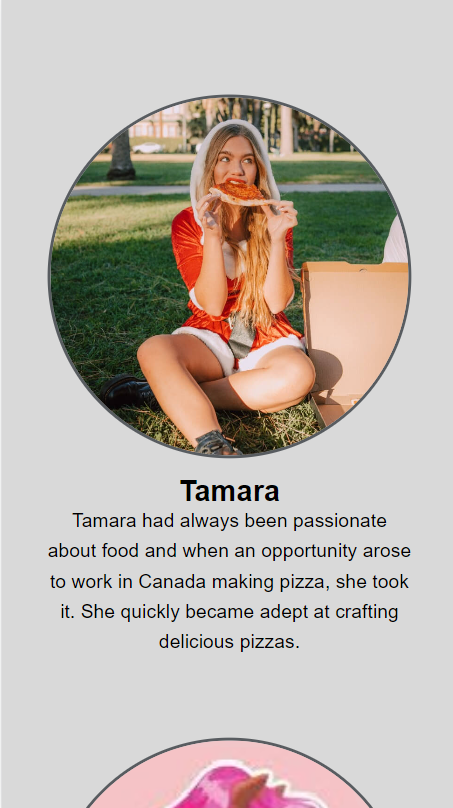 Tamara
Tamara had always been passionate
about food and when an opportunity arose
to work in Canada making pizza, she took
it. She quickly became adept at crafting
delicious pizzas.